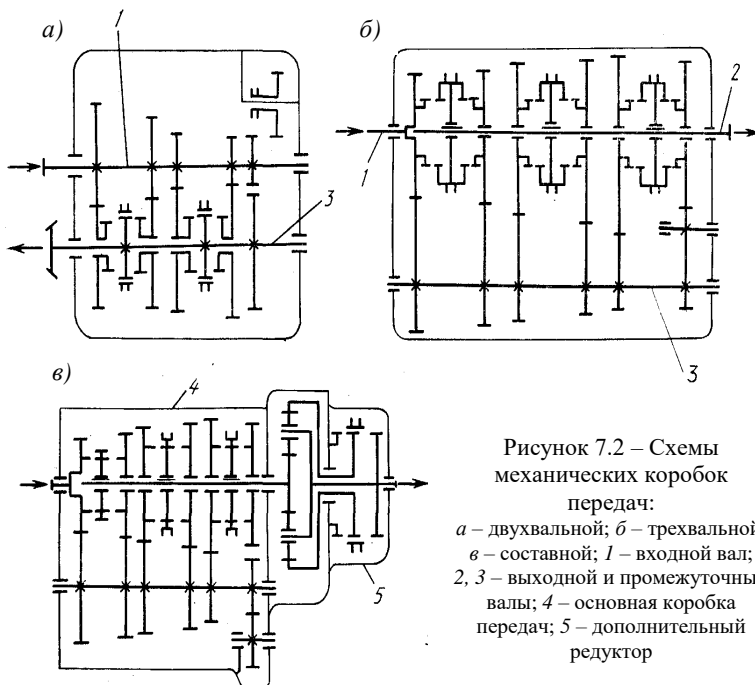 а)
б)
1
2
1
3
3
в)
4
5
Рисунок 7.2 – Схемы
механических коробок
передач:
а – двухвальной; б – трехвальной
в – составной; 1 – входной вал;
2, 3 – выходной и промежуточны
валы; 4 – основная коробка
передач; 5 – дополнительный
редуктор